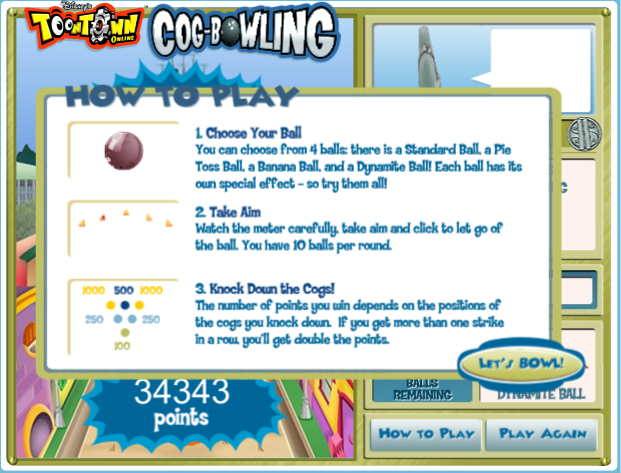 Disney's
TOONTOWN
ONLINE
COG-BOWLING
HOW TO PLAY
1. Choose Your Ball
You can choose from 4 balls: there is a Standard Ball, a Pie
Toss Ball, a Banana Ball, and a Dynamite Ball! Each ball has its
own special effect - so try them all!
2. Take Aim
Watch the meter carefully, take aim and click to let go of
the ball. You have 10 balls per round.
1000 500 1000
250 250
100
3. Knock Down the Cogs!
The number of points you win depends on the positions of
the cogs you knock down. If you get more than one strike
in a row, you'll get double the points.
LET'S BOWL!
34343
points
BALLS
REMAINING
DYNAMITE BALL
HOW TO PLAY
PLAY AGAIN